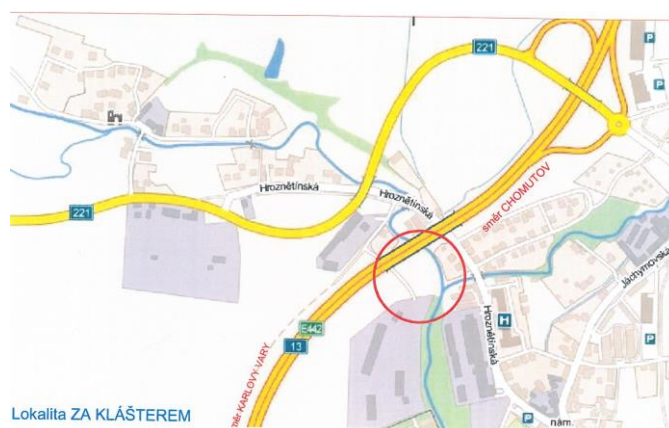 221
P
P
P
směr CHOMUTOV
Hroznětínská
Hroznětínská
221
Jáchymovská
E442
13
H
Hroznětínská
směr KARLOVY VARY
Lokalita ZA KLÁŠTEREM
P
nám.